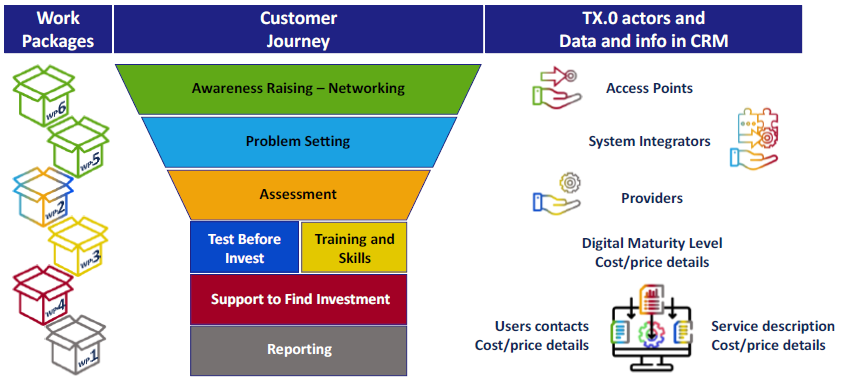 Work
Packages
Customer
Journey
TX.0 actors and
Data and info in CRM
WP6
Awareness Raising – Networking
Access Points
WP5
Problem Setting
System Integrators
WP2
Assessment
Providers
WP3
Test Before
Invest
Training and
Skills
Digital Maturity Level
Cost/price details
WP4
Support to Find Investment
WP1
Reporting
Users contacts
Cost/price details
Service description
Cost/price details